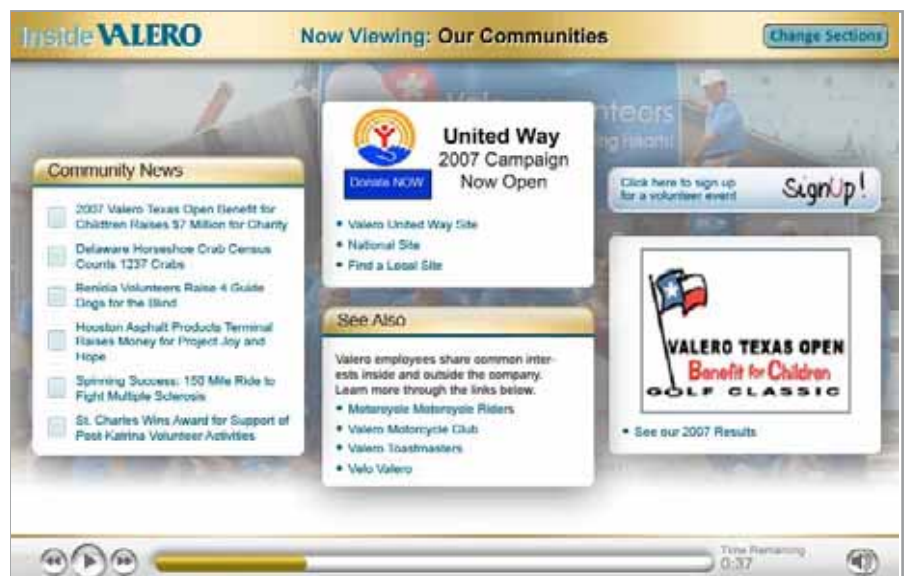 Inside VALERO
Now Viewing: Our Communities
Change Sections
Community News
2007 Valero Texas Open Benefit for
Childtren Raises $7 Million for Charity
Delaware Horseshoe Crab Census
Counts 1237 Crabs
Benicia Volunteers Raise 4 Guide
Dogs for the Blind
Houston Asphalt Products Terminal
Raises Money for Project Joy and
Hope
Spinning Success: 150 Mile Ride to
Fight Multiple Sclerosis
St. Charles Wins Award for Support of
Post Katrina Volunteer Activities
United Way
2007 Campaign
Now Open
Donate NOW
• Valero United Way Site
• National Site
• Find a Local Site
See Also
Valero employees share common inter-
ests inside and outside the company.
Learn more through the links below.
• Motorcycle Motorcycle Riders
• Valero Motorcycle Club
• Valero Toastmasters
• Velo Valero
Click here to sign up
for a volunteer event
SignUp!
VALERO TEXAS OPEN
Benefit for Children
GOLF CLASSIC
• See our 2007 Results
Time Remaining
0:37